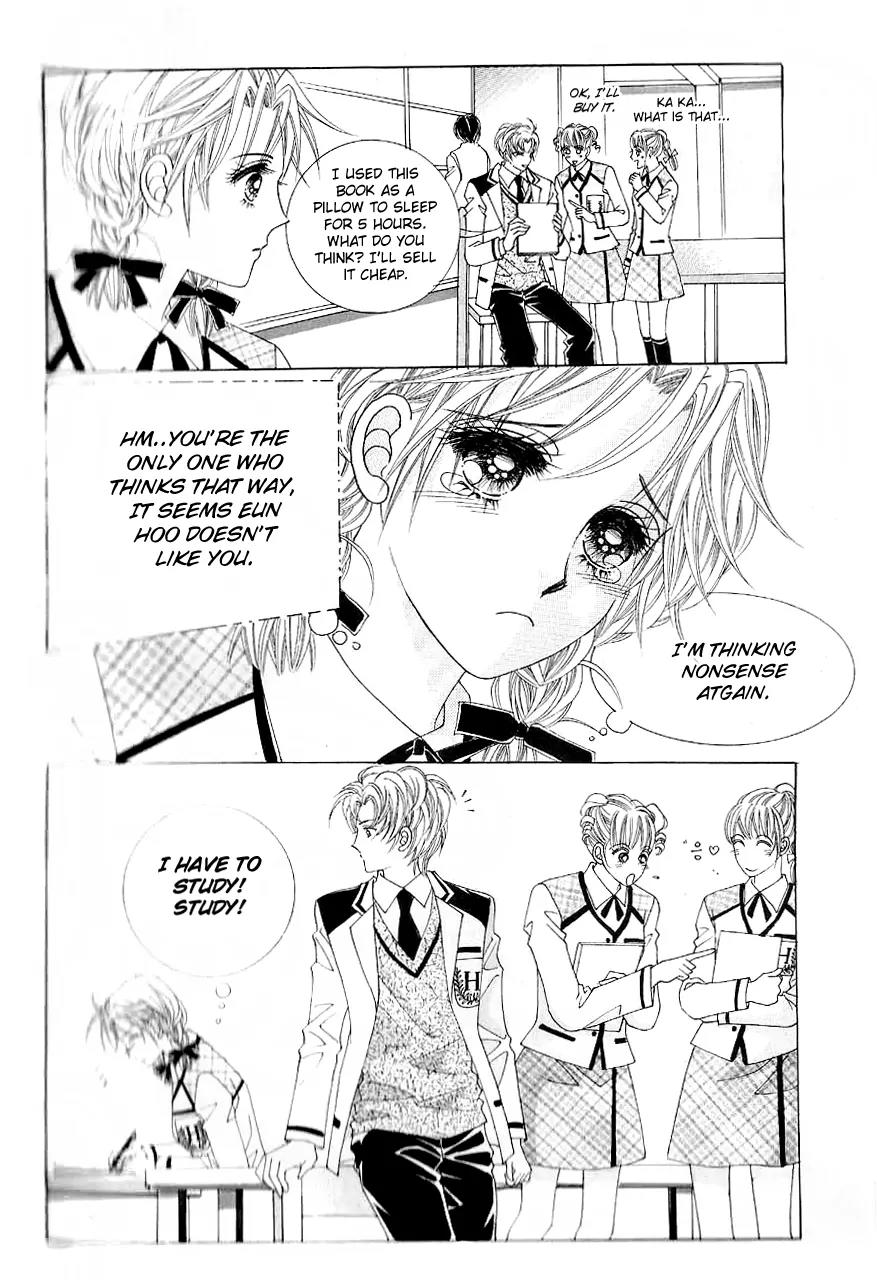 I USED THIS
BOOK AS A
PILLOW TO SLEEP
FOR 5 HOURS.
WHAT DO YOU
THINK? I'LL SELL
IT CHEAP.
OK, I'LL
BUY IT.
KA KA...
WHAT IS THAT...
HM..YOU'RE THE
ONLY ONE WHO
THINKS THAT WAY,
IT SEEMS EUN
HOO DOESN'T
LIKE YOU.
I'M THINKING
NONSENSE
ATGAIN.
I HAVE TO
STUDY!
STUDY!
H
H